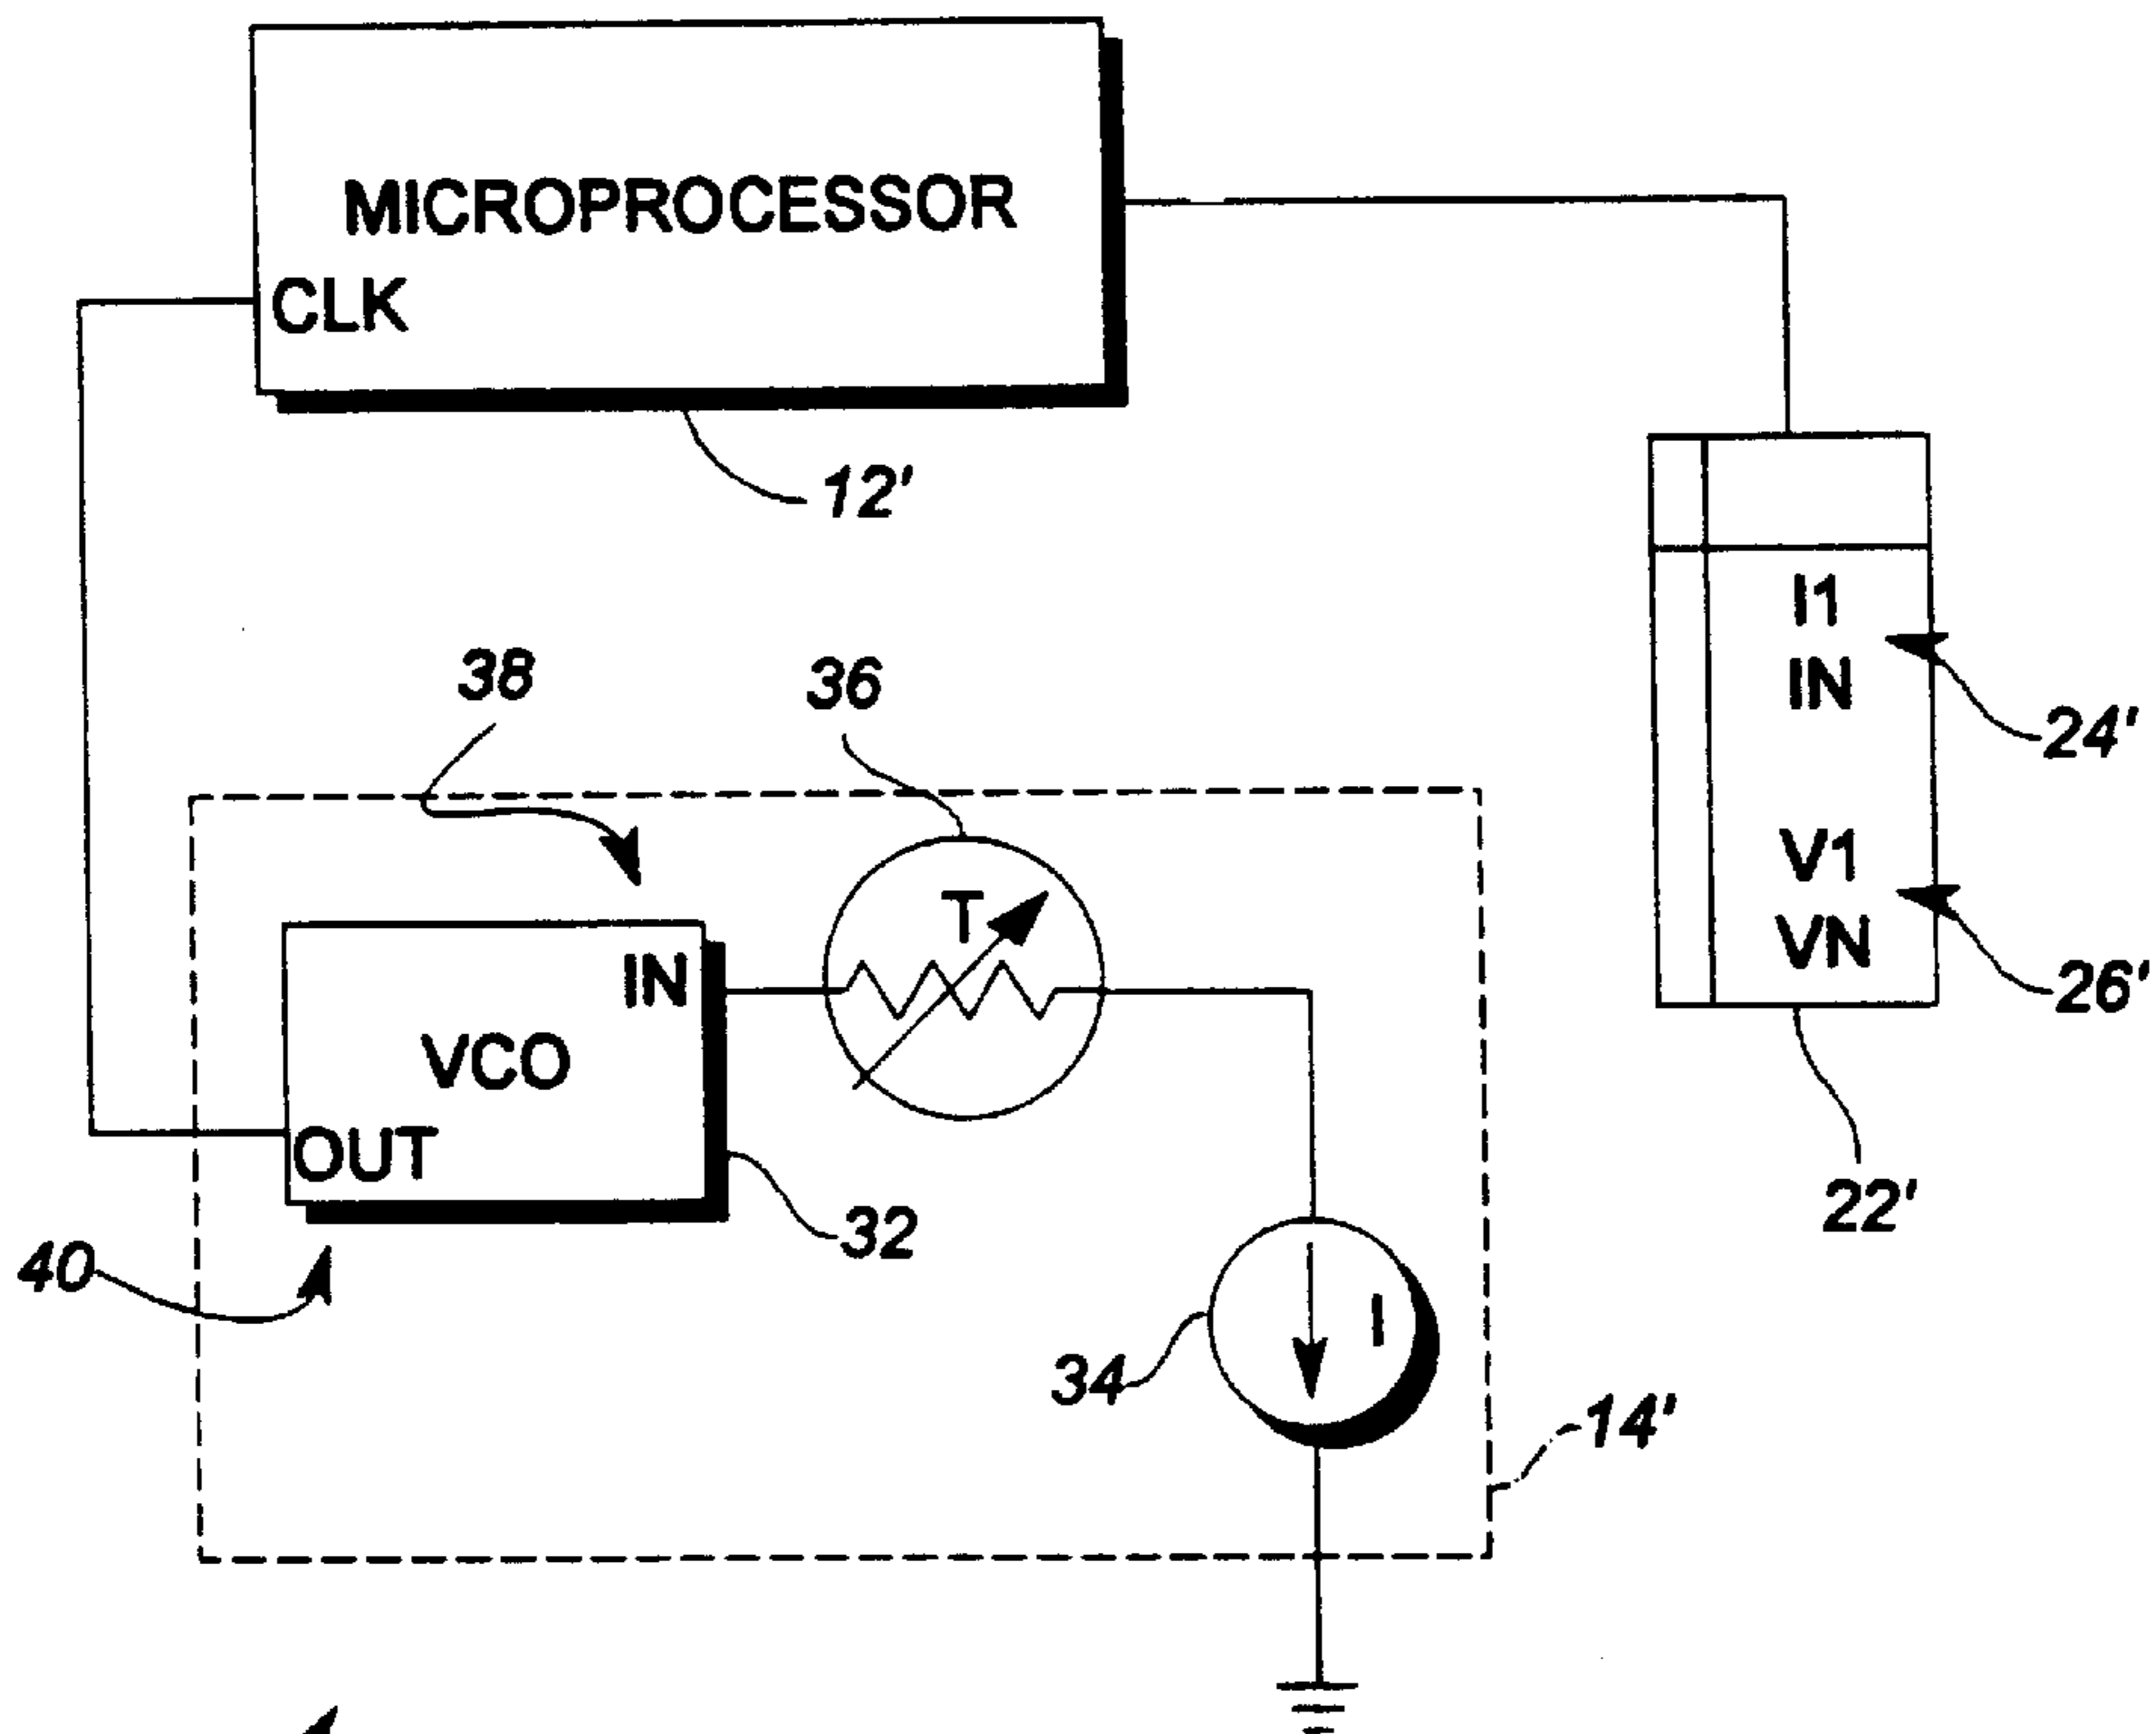 MICROPROCESSOR
CLK
12'
I1
IN
24'
38
36
V1
VN
26'
T
IN
VCO
OUT
32
22'
40
I
34
14'